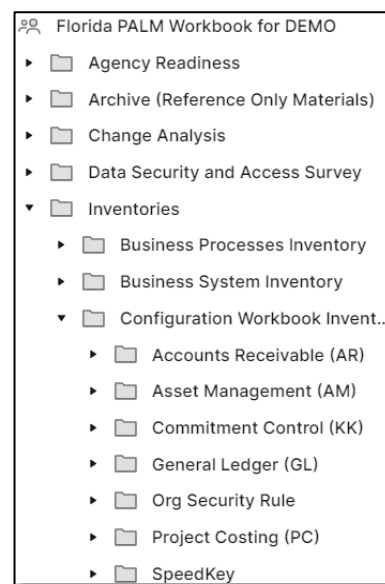 Florida PALM Workbook for DEMO
Agency Readiness
Archive (Reference Only Materials)
Change Analysis
Data Security and Access Survey
Inventories
Business Processes Inventory
Business System Inventory
Configuration Workbook Invent...
Accounts Receivable (AR)
Asset Management (AM)
Commitment Control (KK)
General Ledger (GL)
Org Security Rule
Project Costing (PC)
SpeedKey